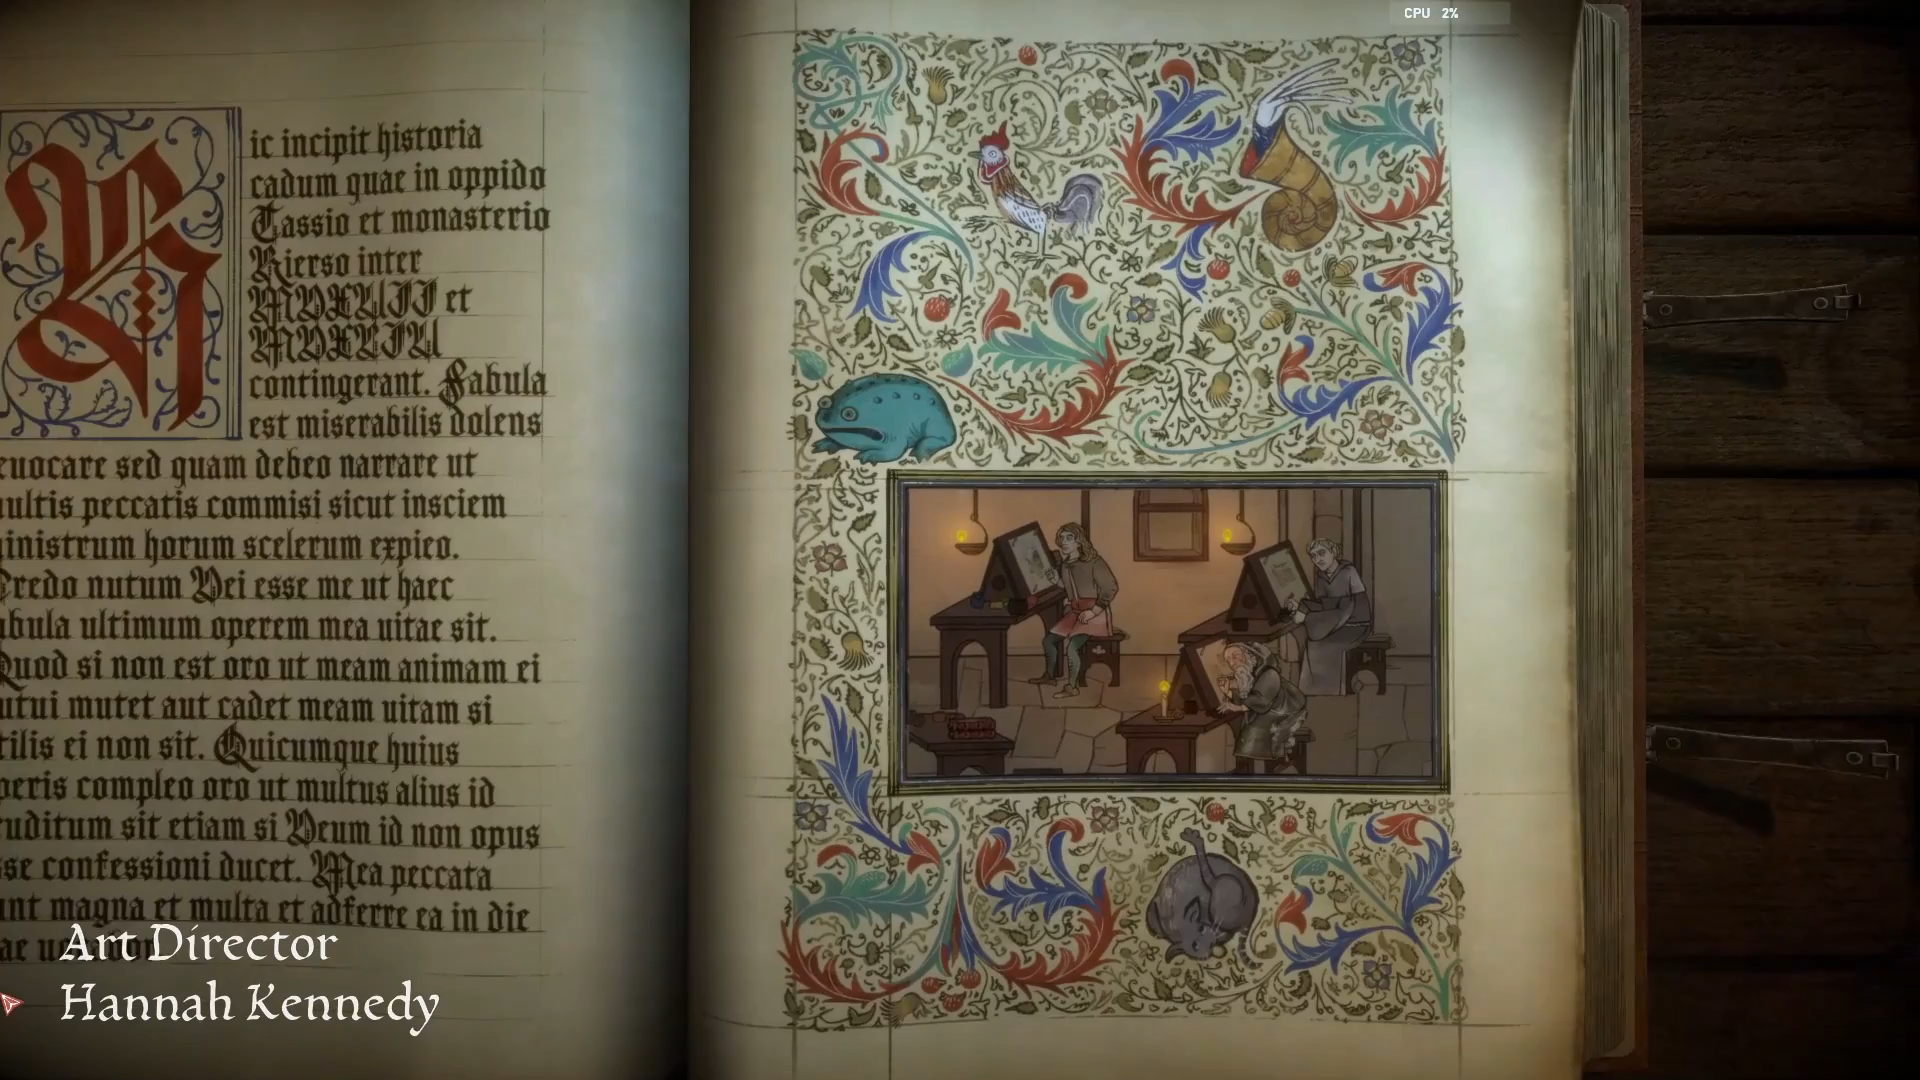 CPU 2%
Hic incipit historia
cadum quae in oppido
Tassio et monasterio
Kierso inter
et
contingerant. Fabula
est miserabilis dolens
euocare sed quam debeo narrare ut
ultis peccatis commisi sicut insciem
inistrum horum scelerum expieo.
Credo nutum Dei esse me ut haec
abula ultimum operem mea uitae sit.
Quod si non est oro ut meam animam ei
utui mutet aut cadet meam uitam si
tilis ei non sit. Quicumque huius
peris compleo oro ut multus alius id
ruditum sit etiam si Deum id non opus
sse confessioni ducet. Mea peccata
unt magna et multa et adferre ea in die
Art Director
Hannah Kennedy